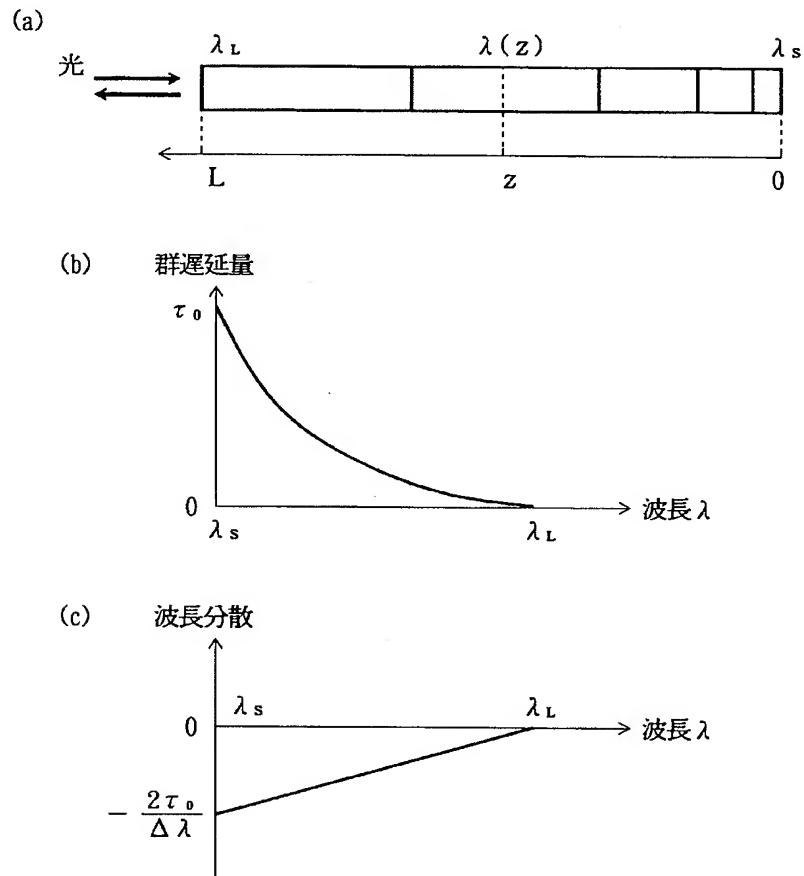 (a)
λL λ(z) λs
光
L z 0
(b) 群遅延量
τ0
0
λs λL 波長λ
(c) 波長分散
λs λL
0 波長λ
− 2τ0/Δλ